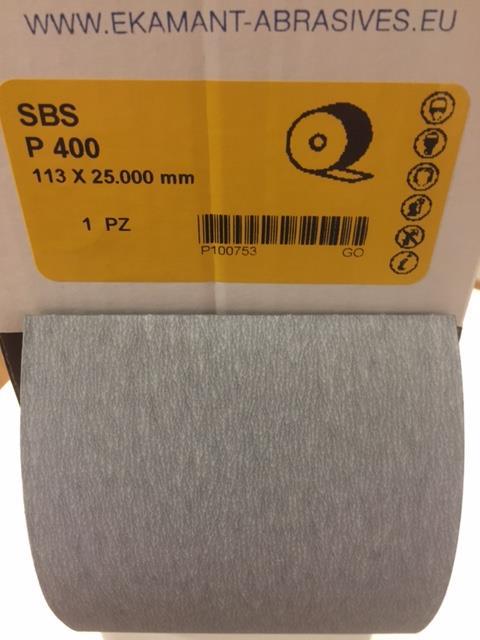 WWW.EKAMANT-ABRASIVES.EU
SBS
P 400
113 X 25.000 mm
1 PZ
P100753 GO